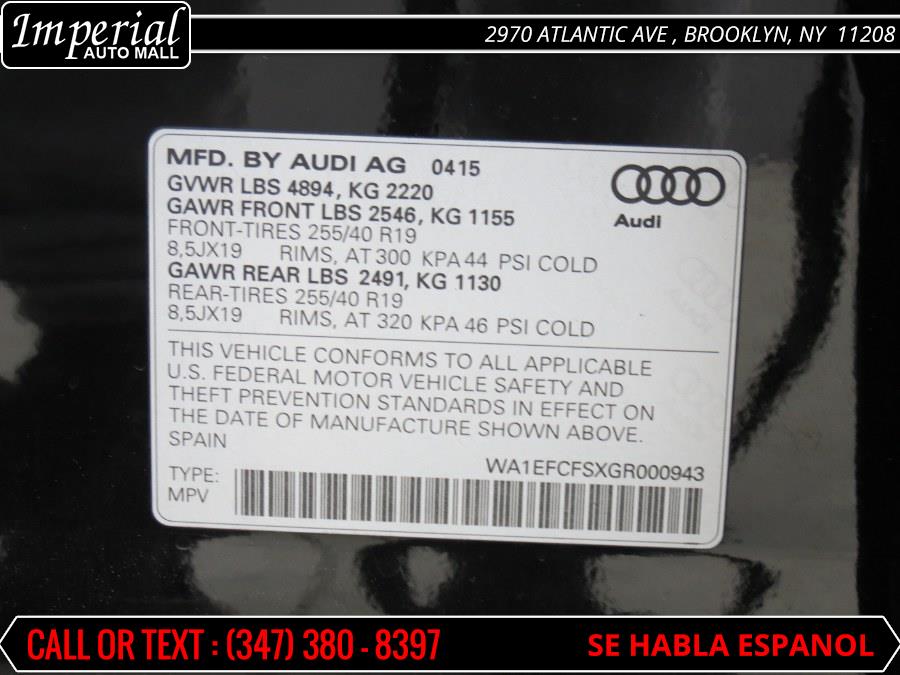 Imperial
AUTO MALL
2970 ATLANTIC AVE , BROOKLYN, NY 11208
MFD. BY AUDI AG 0415
GVWR LBS 4894, KG 2220
GAWR FRONT LBS 2546, KG 1155
FRONT-TIRES 255/40 R19
8,5JX19 RIMS, AT 300 KPA 44 PSI COLD
GAWR REAR LBS 2491, KG 1130
REAR-TIRES 255/40 R19
8,5JX19 RIMS, AT 320 KPA 46 PSI COLD
Audi
THIS VEHICLE CONFORMS TO ALL APPLICABLE
U.S. FEDERAL MOTOR VEHICLE SAFETY AND
THEFT PREVENTION STANDARDS IN EFFECT ON
THE DATE OF MANUFACTURE SHOWN ABOVE.
SPAIN
WA1EFCFSXGR000943
TYPE:
MPV
CALL OR TEXT : (347) 380 - 8397
SE HABLA ESPANOL